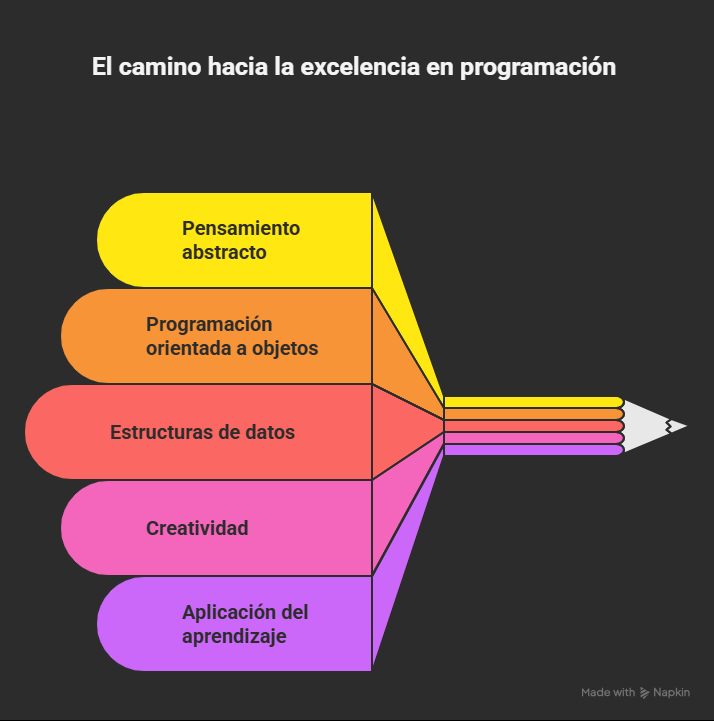 El camino hacia la excelencia en programación
Pensamiento
abstracto
Programación
orientada a objetos
Estructuras de datos
Creatividad
Aplicación del
aprendizaje
Made with Napkin